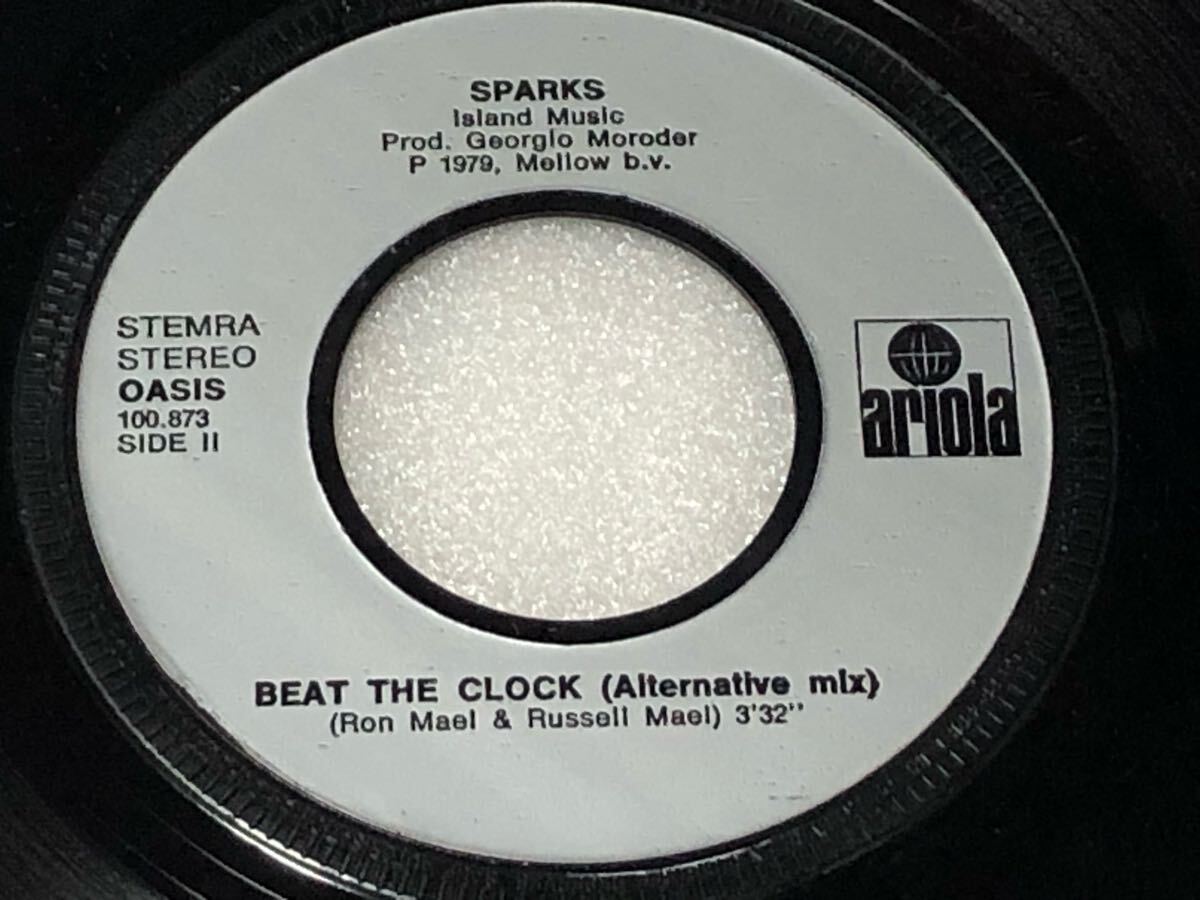 SPARKS
Island Music
Prod. Georgio Moroder
P 1979, Mellow b.v.
STEMRA
STEREO
OASIS
100.873
SIDE II
ariola
BEAT THE CLOCK (Alternative mix)
(Ron Mael & Russell Mael) 3'32"